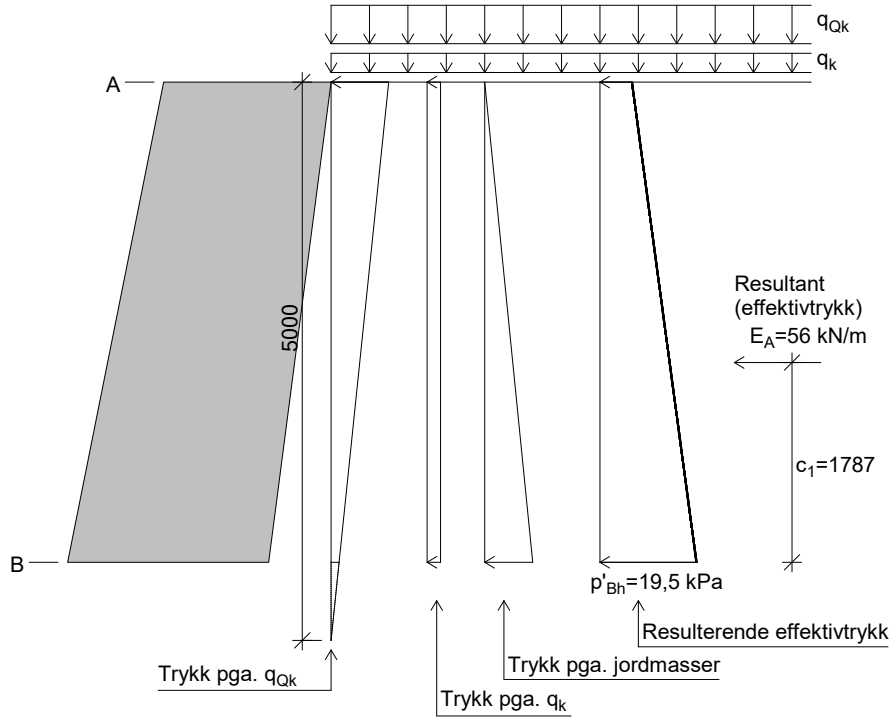 q_Qk
q_k
A
Resultant
(effektivtrykk)
E_A=56 kN/m
5000
c_1=1787
B
p'_Bh=19,5 kPa
Resulterende effektivtrykk
Trykk pga. jordmasser
Trykk pga. q_Qk
Trykk pga. q_k